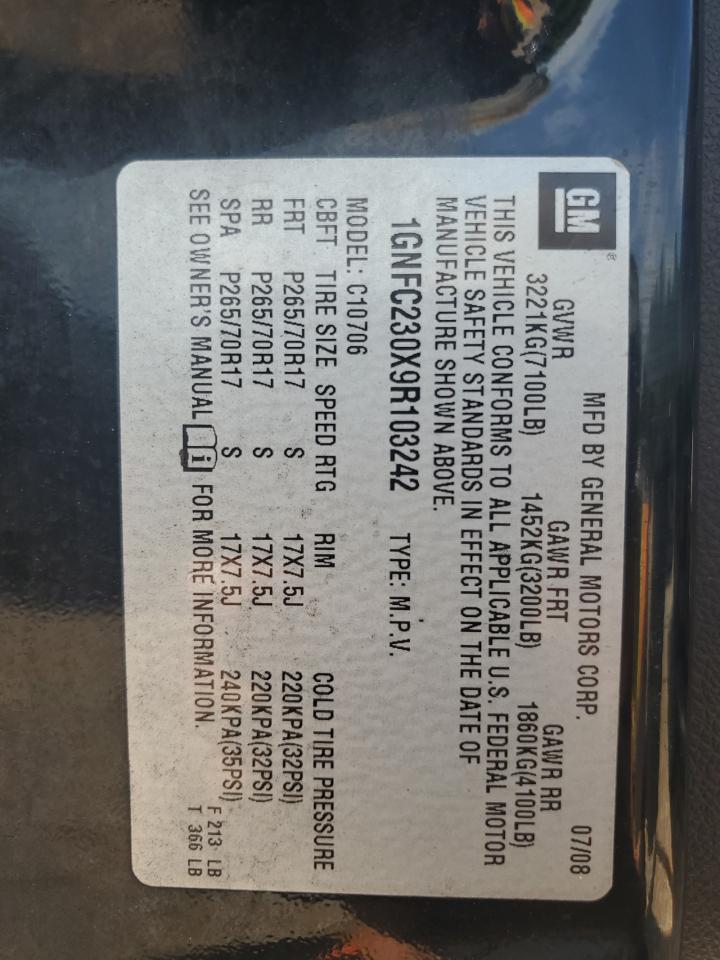 GM®
MFD BY GENERAL MOTORS CORP. 07/08
GVWR GAWR FRT GAWR RR
3221KG(7100LB) 1452KG(3200LB) 1860KG(4100LB)
THIS VEHICLE CONFORMS TO ALL APPLICABLE U.S. FEDERAL MOTOR
VEHICLE SAFETY STANDARDS IN EFFECT ON THE DATE OF
MANUFACTURE SHOWN ABOVE.
1GNFC230X9R103242 TYPE: M.P.V.
MODEL: C10706
CBFT TIRE SIZE SPEED RTG RIM COLD TIRE PRESSURE
FRT P265/70R17 S 17X7.5J 220KPA(32PSI)
RR P265/70R17 S 17X7.5J 220KPA(32PSI)
SPA P265/70R17 S 17X7.5J 240KPA(35PSI) F 213 LB
SEE OWNER'S MANUAL i FOR MORE INFORMATION. T 366 LB